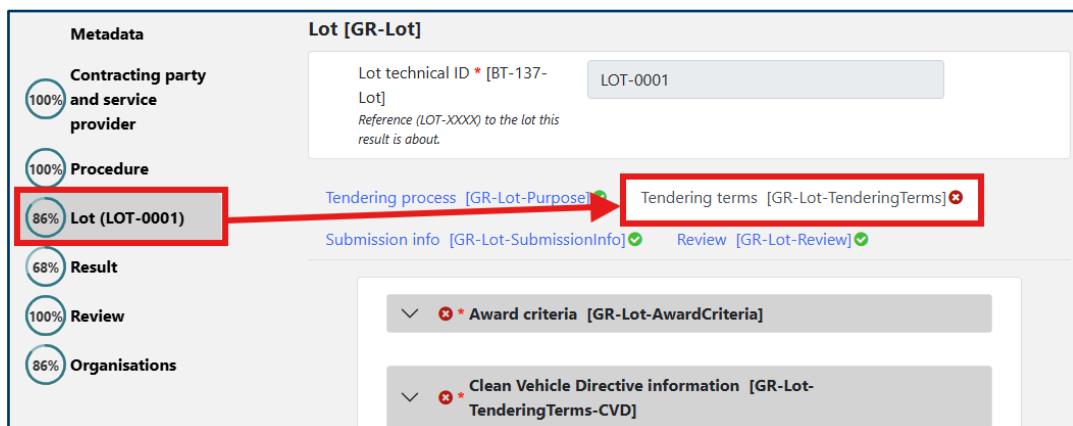 Metadata
100%
Contracting party
and service
provider
100% Procedure
86% Lot (LOT-0001)
68% Result
100% Review
86% Organisations
Lot [GR-Lot]
Lot technical ID * [BT-137-
Lot]
Reference (LOT-XXXX) to the lot this
result is about.
LOT-0001
Tendering process [GR-Lot-Purpose]
Tendering terms [GR-Lot-TenderingTerms]
Submission info [GR-Lot-SubmissionInfo]
Review [GR-Lot-Review]
* Award criteria [GR-Lot-AwardCriteria]
* Clean Vehicle Directive information [GR-Lot-
TenderingTerms-CVD]